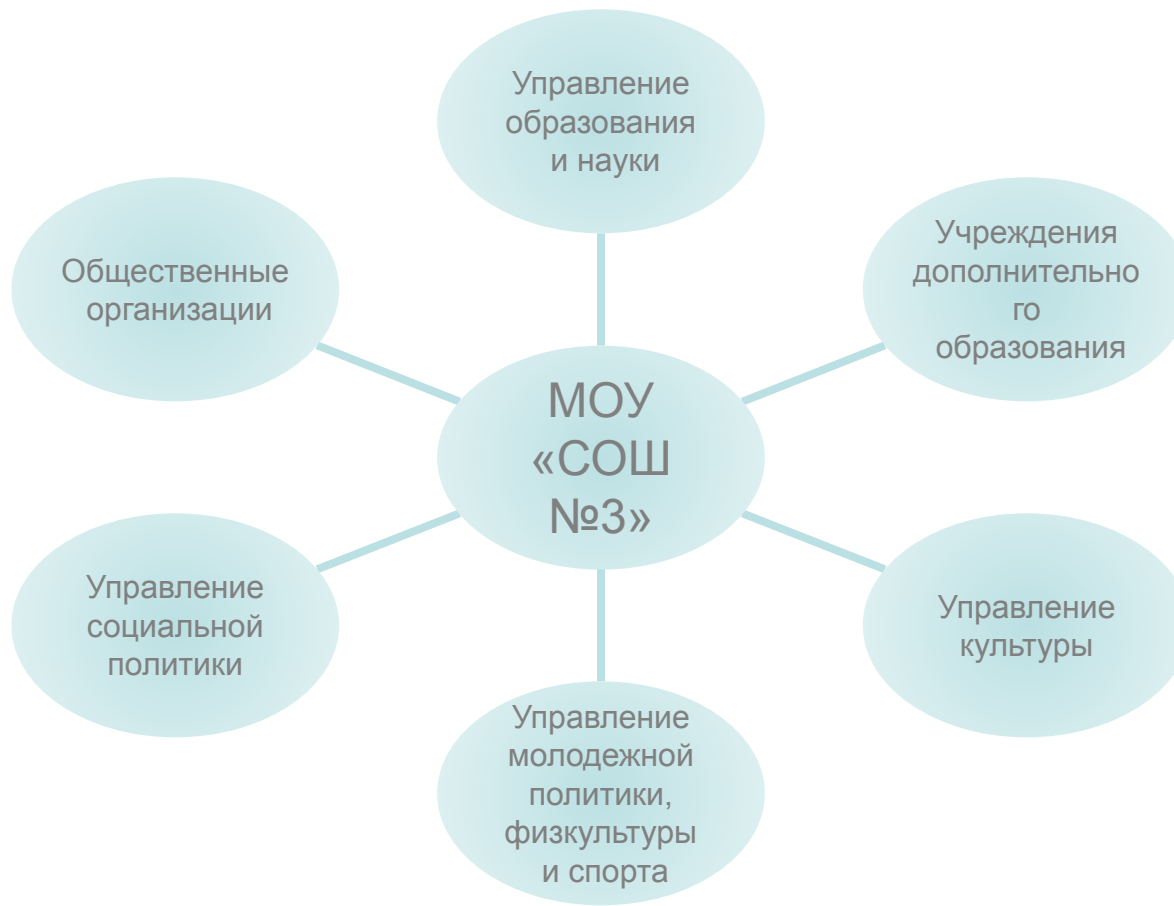 Управление
образования
и науки
Учреждения
дополнительно
го
образования
Общественные
организации
МОУ
«СОШ
№3»
Управление
социальной
политики
Управление
культуры
Управление
молодежной
политики,
физкультуры
и спорта